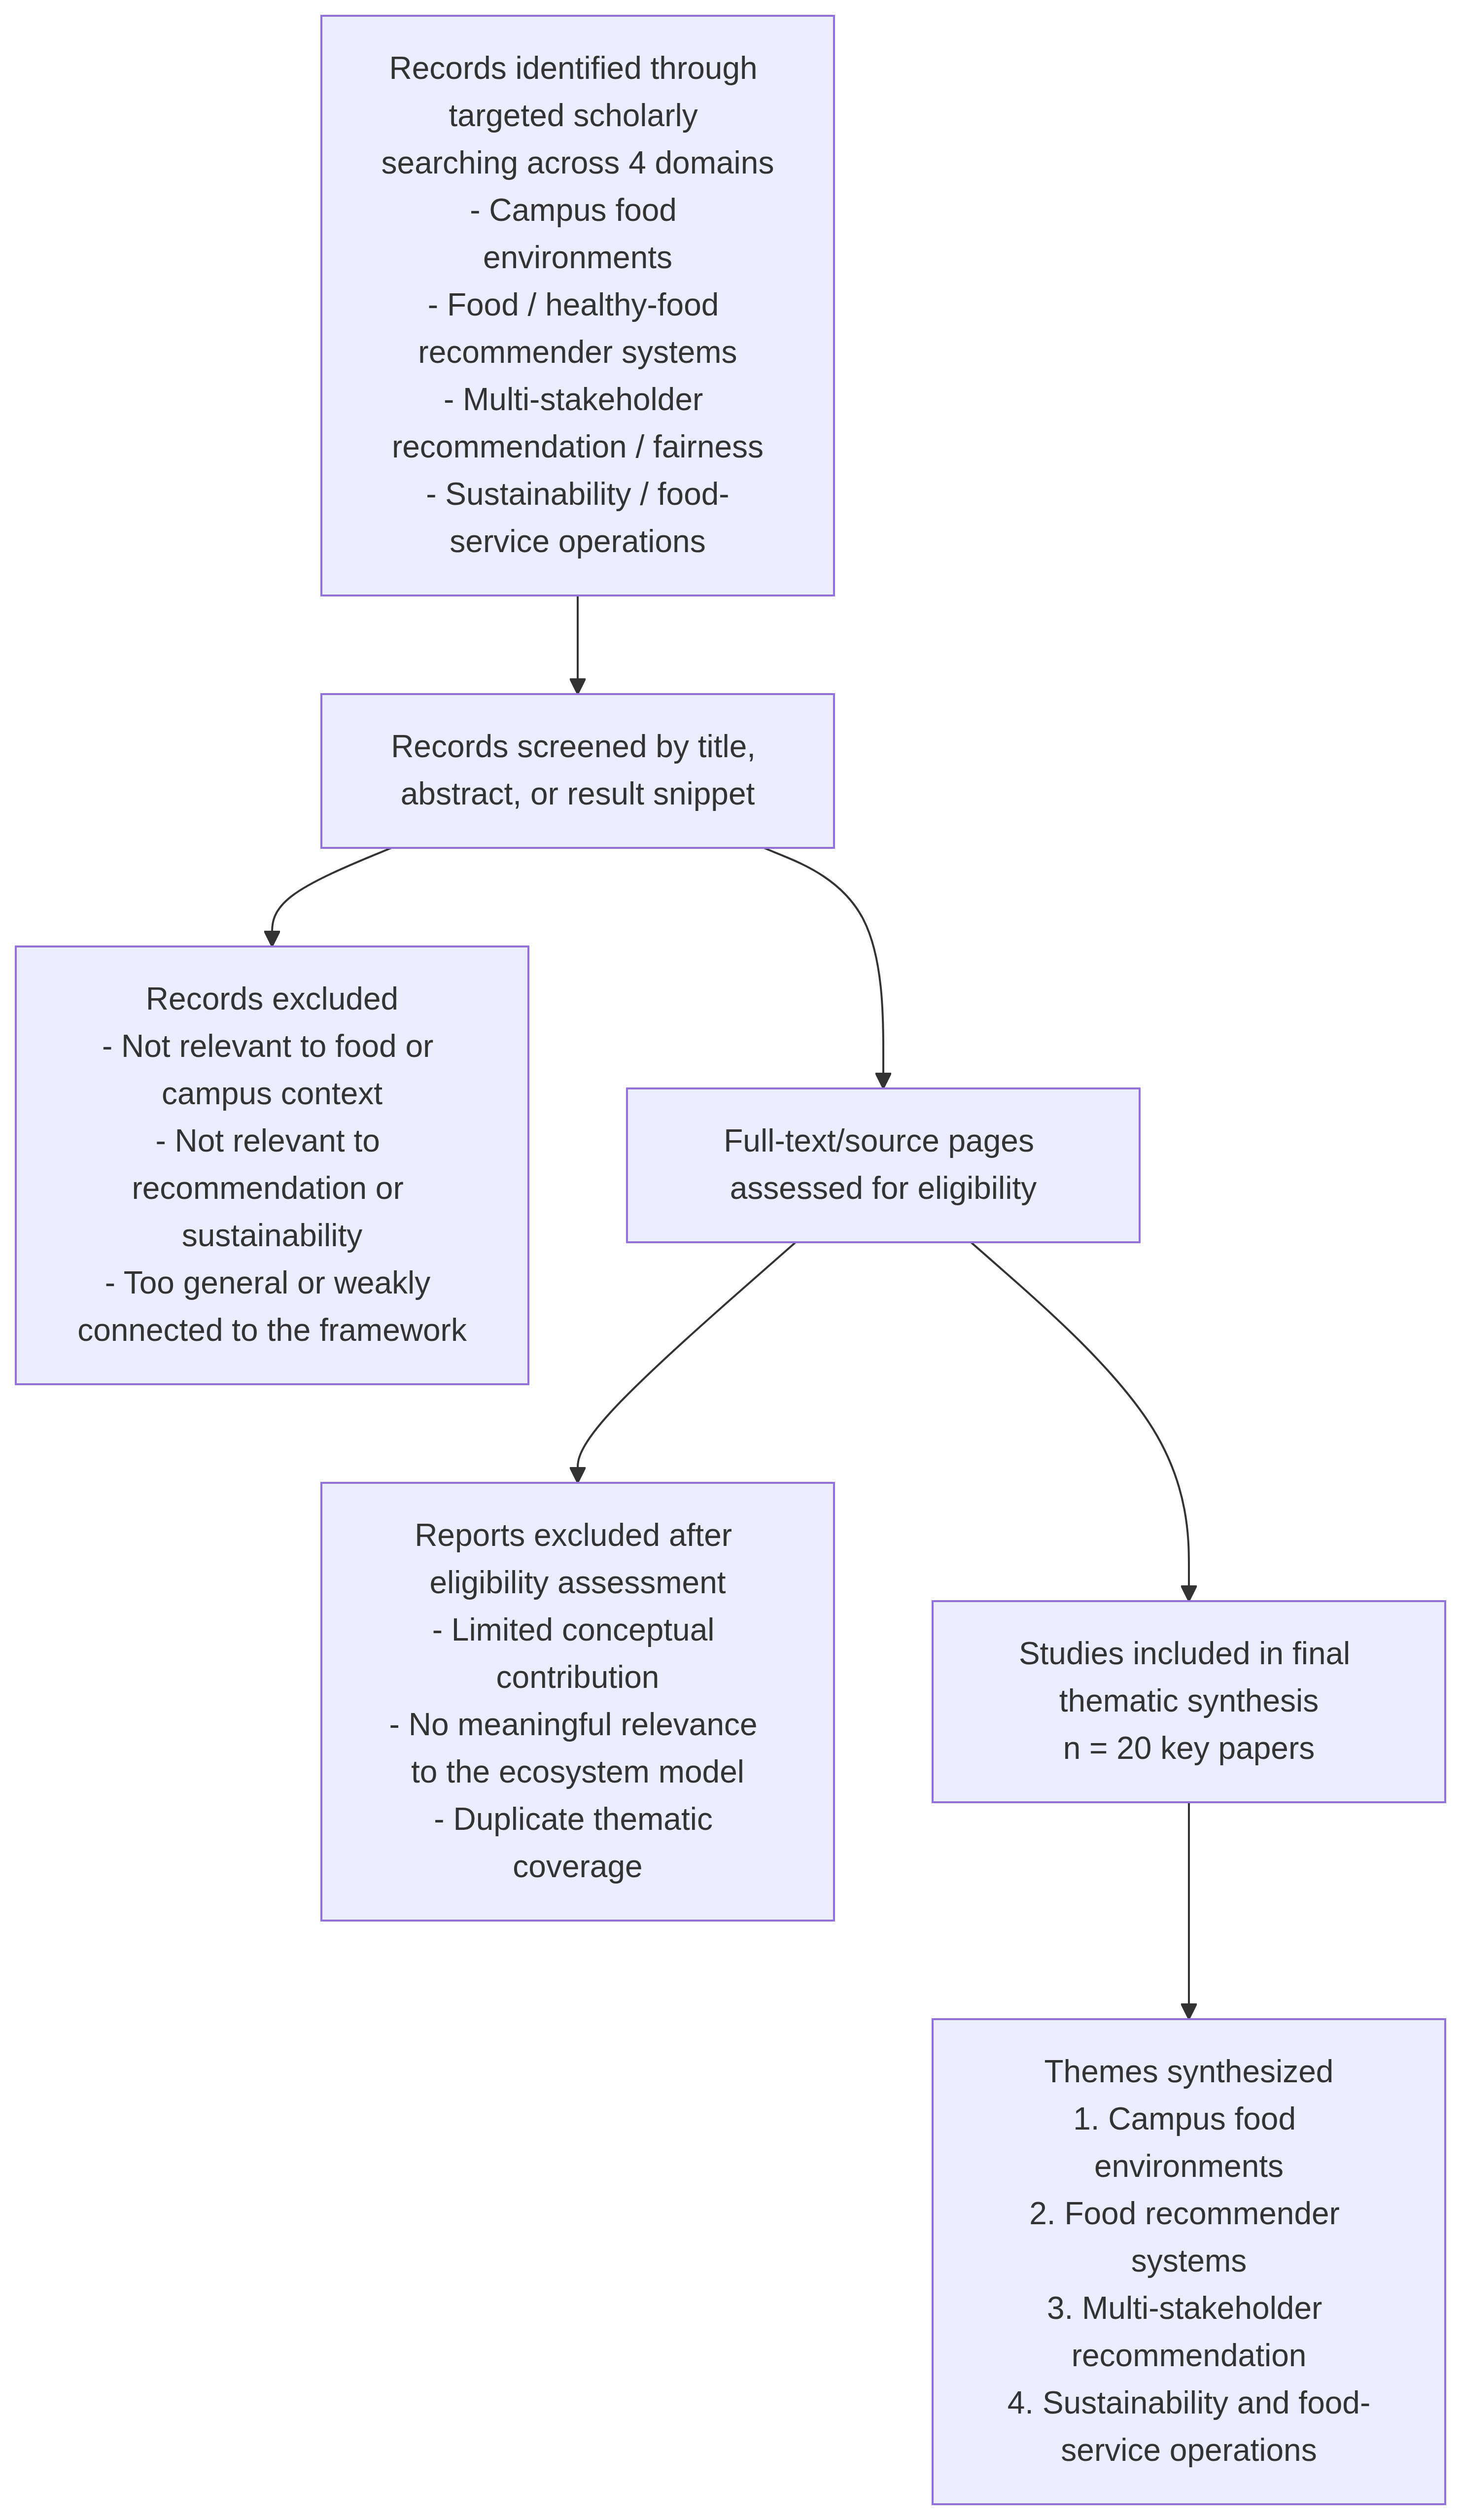 Records identified through
targeted scholarly
searching across 4 domains
- Campus food
environments
- Food / healthy-food
recommender systems
- Multi-stakeholder
recommendation / fairness
- Sustainability / food-
service operations
Records screened by title,
abstract, or result snippet
Records excluded
- Not relevant to food or
campus context
- Not relevant to
recommendation or
sustainability
- Too general or weakly
connected to the framework
Full-text/source pages
assessed for eligibility
Reports excluded after
eligibility assessment
- Limited conceptual
contribution
- No meaningful relevance
to the ecosystem model
- Duplicate thematic
coverage
Studies included in final
thematic synthesis
n = 20 key papers
Themes synthesized
1. Campus food
environments
2. Food recommender
systems
3. Multi-stakeholder
recommendation
4. Sustainability and food-
service operations